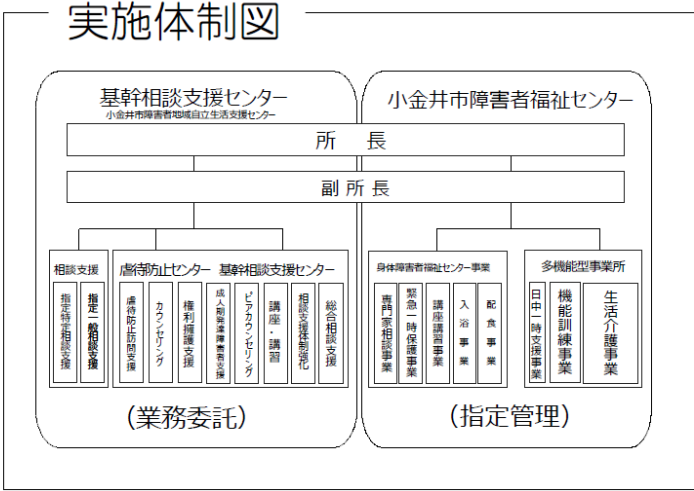 実施体制図
基幹相談支援センター
小金井市障害者地域自立生活支援センター
小金井市障害者福祉センター
所 長
副所長
相談支援
指定特定相談支援
指定一般相談支援
虐待防止センター 基幹相談支援センター
虐待防止訪問支援
カウンセリング
権利擁護支援
成人期発達障害者支援
ピアカウンセリング
講座・講習
相談支援体制強化
総合相談支援
身体障害者福祉センター事業
専門家相談事業
緊急一時保護事業
講座講習事業
入浴事業
配食事業
多機能型事業所
日中一時支援事業
機能訓練事業
生活介護事業
（業務委託）
（指定管理）